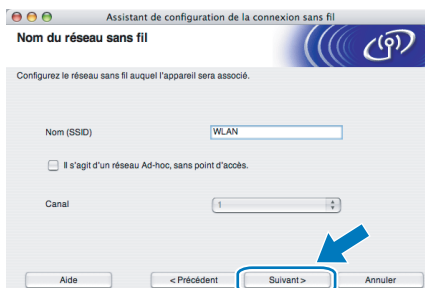 Assistant de configuration de la connexion sans fil
Nom du réseau sans fil
Configurez le réseau sans fil auquel l'appareil sera associé.
Nom (SSID) WLAN
Il s'agit d'un réseau Ad-hoc, sans point d'accès.
Canal 1
Aide < Précédent Suivant > Annuler